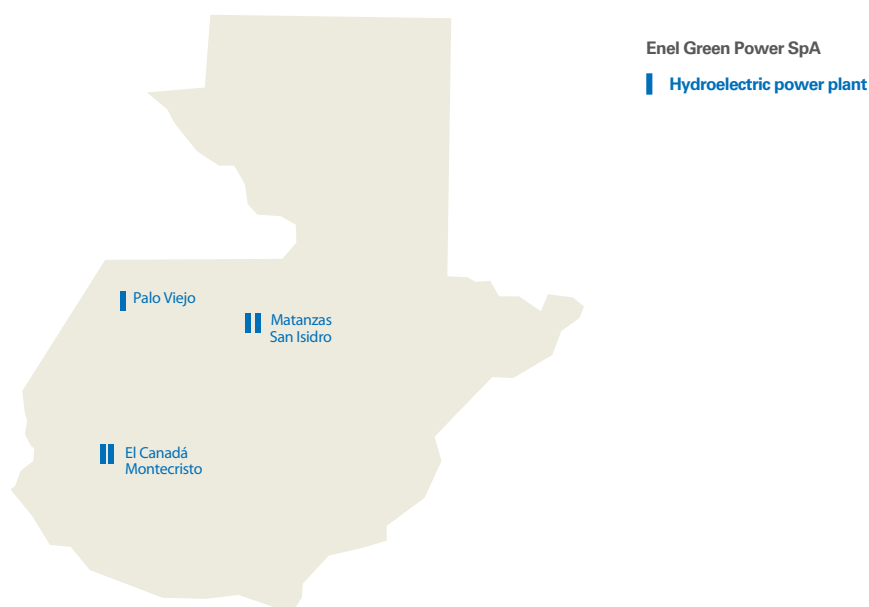 Enel Green Power SpA
Hydroelectric power plant
Palo Viejo
Matanzas
San Isidro
El Canadá
Montecristo